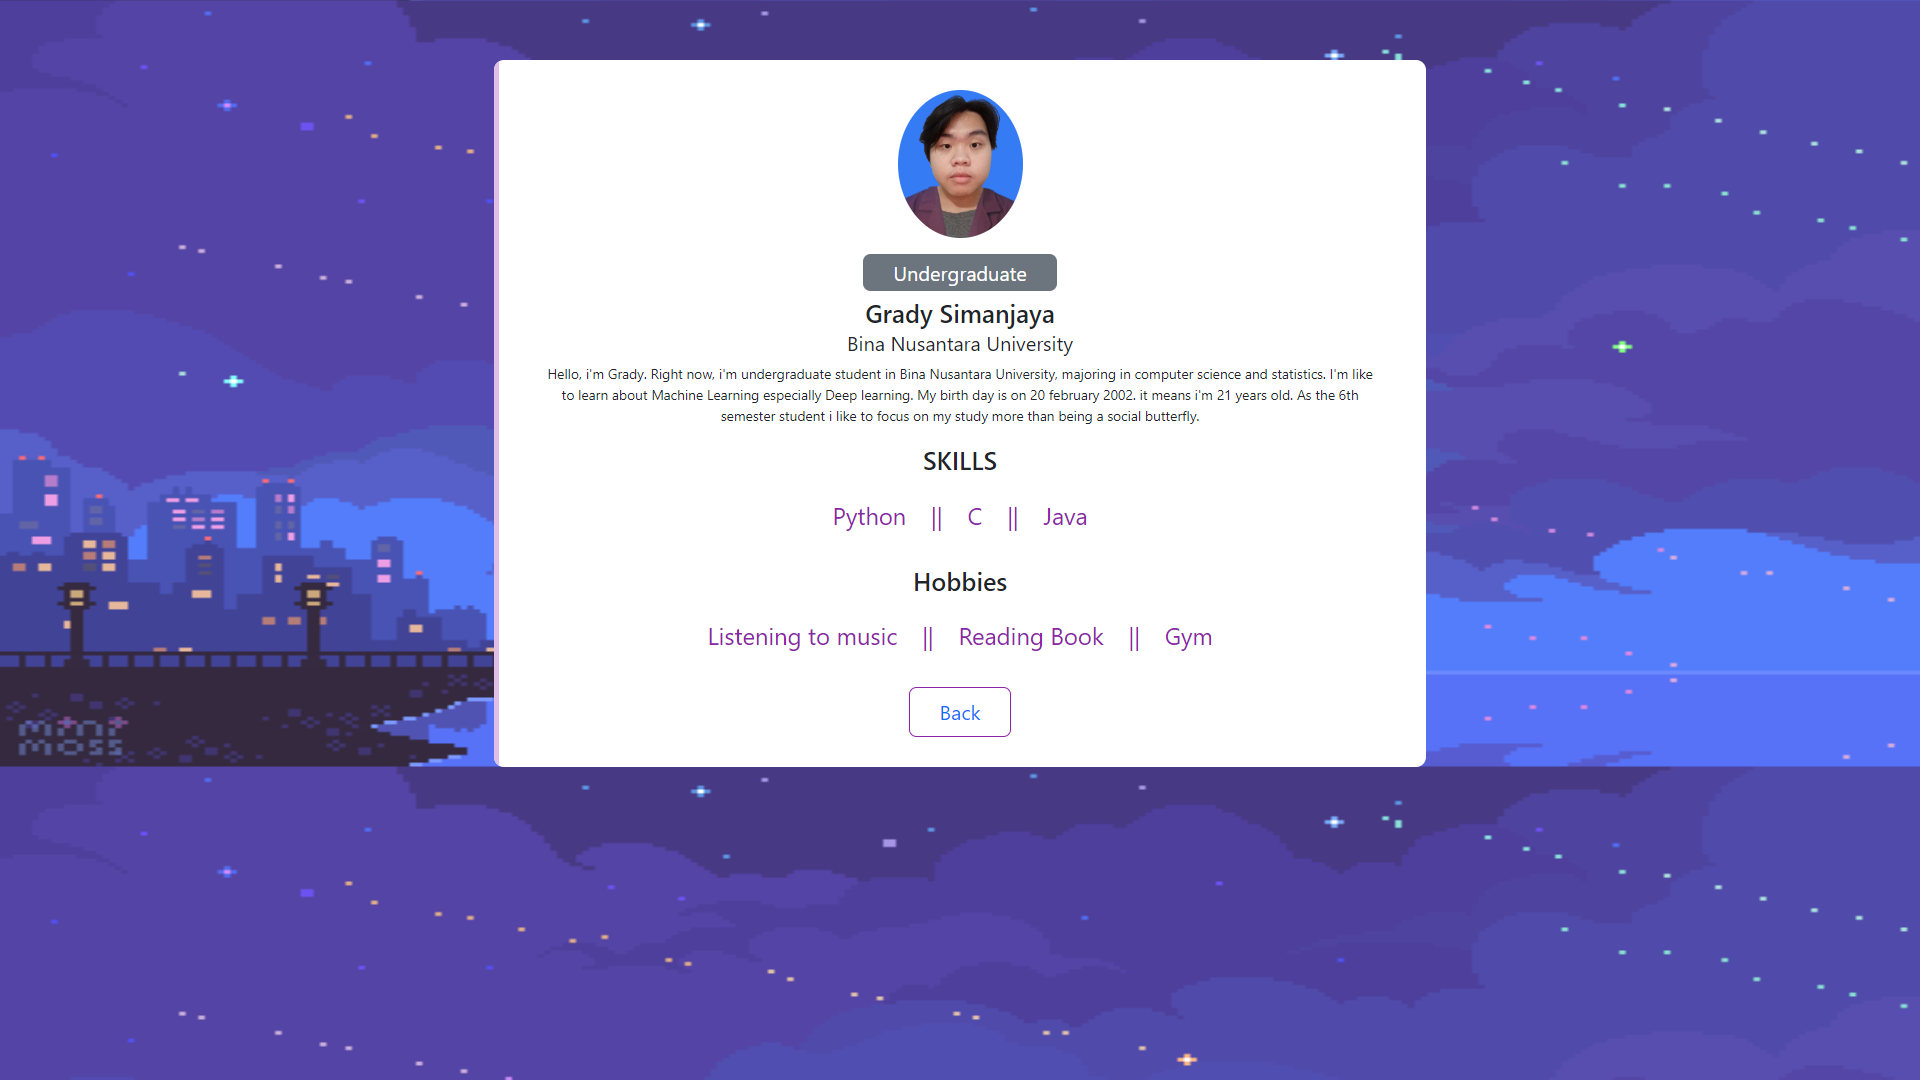 Undergraduate
Grady Simanjaya
Bina Nusantara University
Hello, i'm Grady. Right now, i'm undergraduate student in Bina Nusantara University, majoring in computer science and statistics. I'm like
to learn about Machine Learning especially Deep learning. My birth day is on 20 february 2002. it means i'm 21 years old. As the 6th
semester student i like to focus on my study more than being a social butterfly.
SKILLS
Python || C || Java
Hobbies
Listening to music || Reading Book || Gym
Back
moss